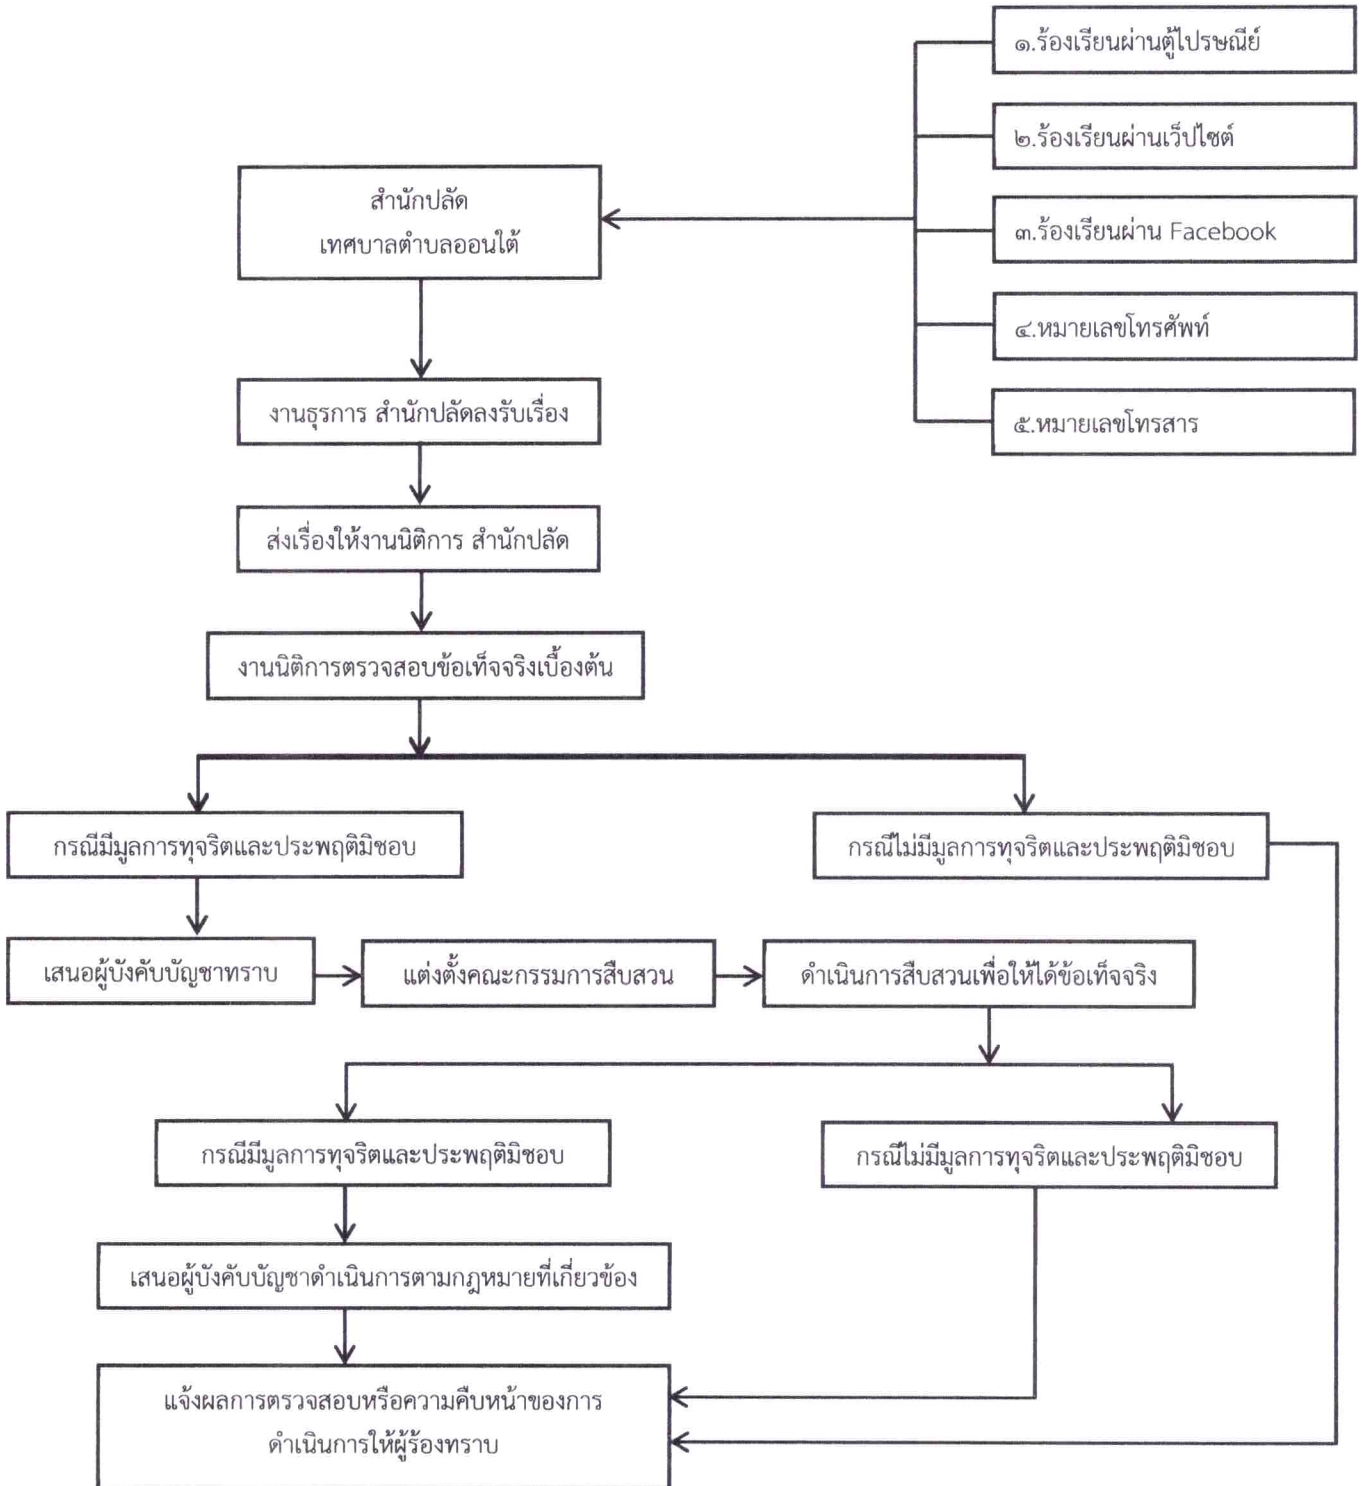 ๑.ร้องเรียนผ่านตู้ไปรษณีย์
๒.ร้องเรียนผ่านเว็ปไซต์
๓.ร้องเรียนผ่าน Facebook
๔.หมายเลขโทรศัพท์
๕.หมายเลขโทรสาร
สำนักปลัด
เทศบาลตำบลออนใต้
งานธุรการ สำนักปลัดลงรับเรื่อง
ส่งเรื่องให้งานนิติการ สำนักปลัด
งานนิติการตรวจสอบข้อเท็จจริงเบื้องต้น
กรณีมีมูลการทุจริตและประพฤติมิชอบ
กรณีไม่มีมูลการทุจริตและประพฤติมิชอบ
เสนอผู้บังคับบัญชาทราบ
แต่งตั้งคณะกรรมการสืบสวน
ดำเนินการสืบสวนเพื่อให้ได้ข้อเท็จจริง
กรณีมีมูลการทุจริตและประพฤติมิชอบ
กรณีไม่มีมูลการทุจริตและประพฤติมิชอบ
เสนอผู้บังคับบัญชาดำเนินการตามกฎหมายที่เกี่ยวข้อง
แจ้งผลการตรวจสอบหรือความคืบหน้าของการ
ดำเนินการให้ผู้ร้องทราบ